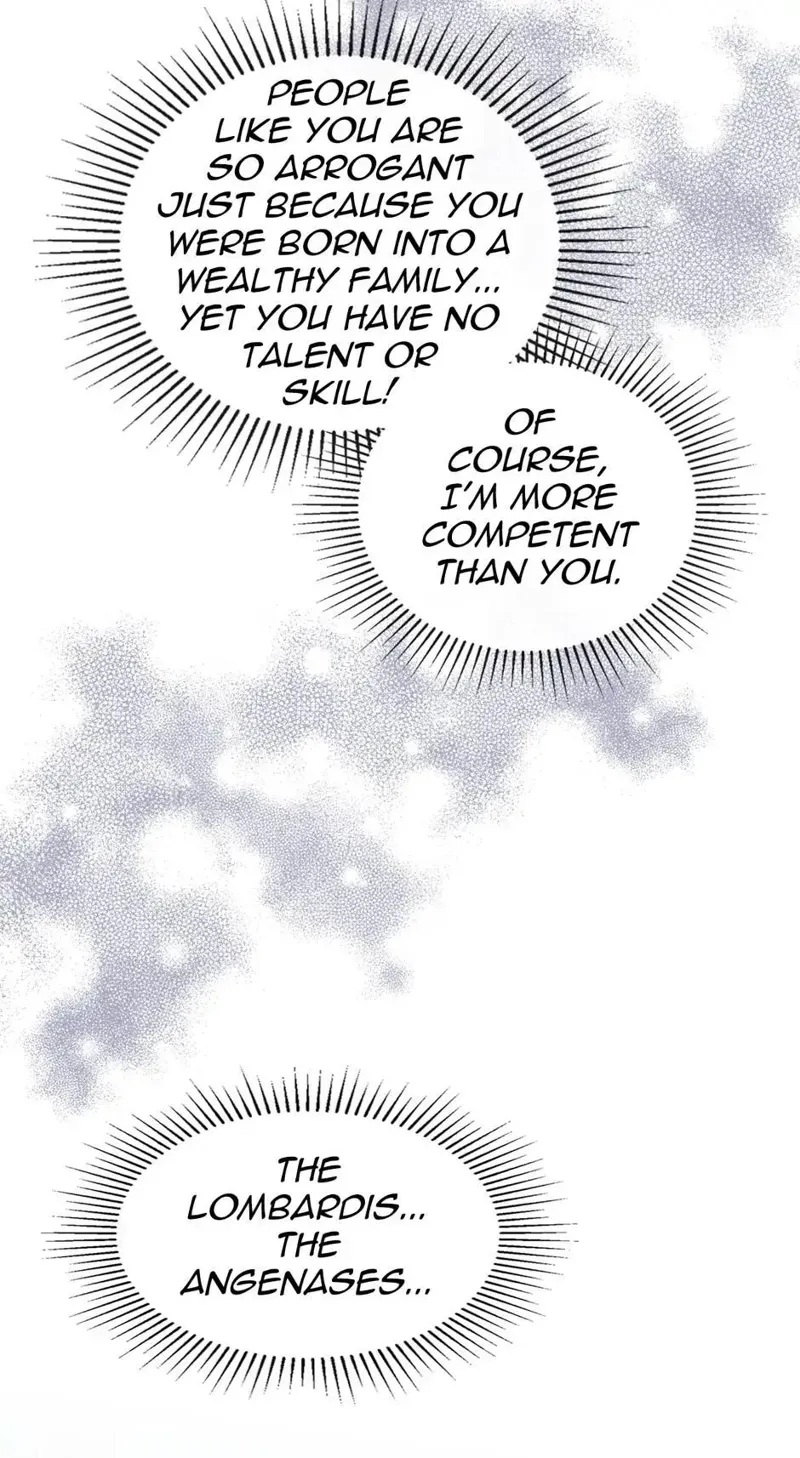 PEOPLE
LIKE YOU ARE
SO ARROGANT
JUST BECAUSE YOU
WERE BORN INTO A
WEALTHY FAMILY...
YET YOU HAVE NO
TALENT OR
SKILL!
OF
COURSE,
I'M MORE
COMPETENT
THAN YOU.
THE
LOMBARDIS...
THE
ANGENASES...